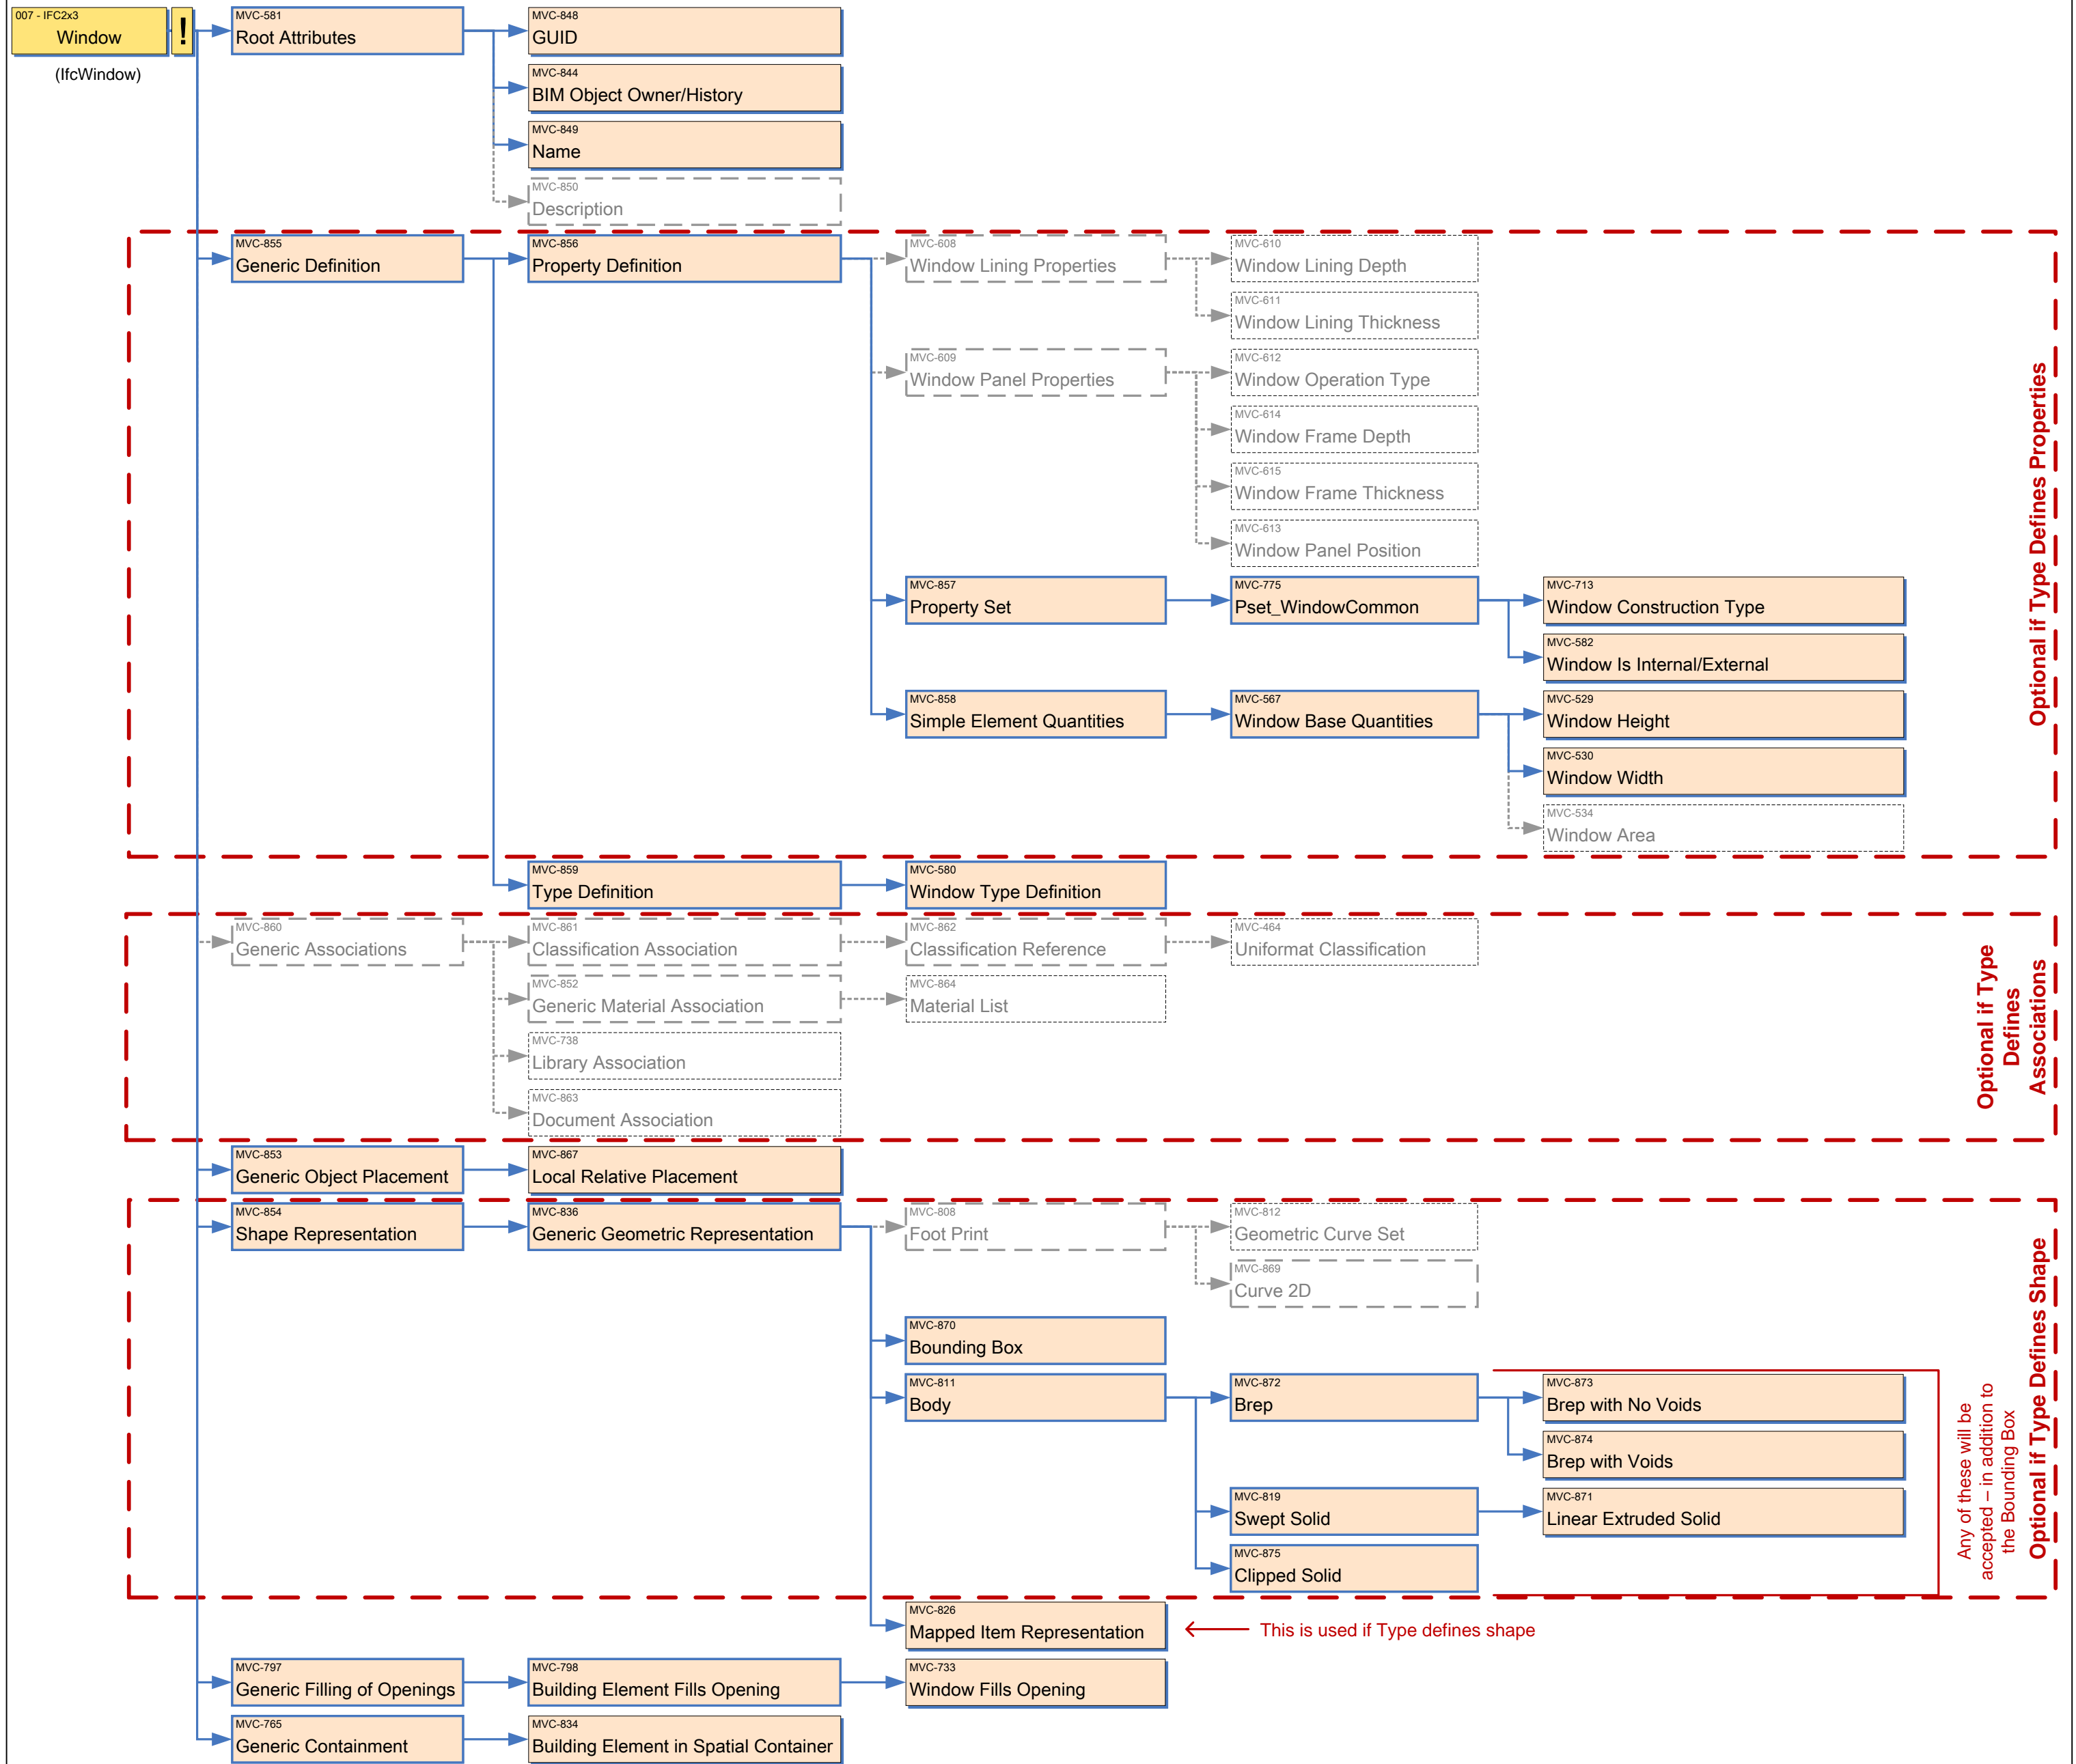 007 - IFC2x3
Window
!
(IfcWindow)
MVC-581
Root Attributes
MVC-848
GUID
MVC-844
BIM Object Owner/History
MVC-849
Name
MVC-850
Description
MVC-855
Generic Definition
MVC-856
Property Definition
MVC-608
Window Lining Properties
MVC-610
Window Lining Depth
MVC-611
Window Lining Thickness
MVC-609
Window Panel Properties
MVC-612
Window Operation Type
MVC-614
Window Frame Depth
MVC-615
Window Frame Thickness
MVC-613
Window Panel Position
MVC-857
Property Set
MVC-775
Pset_WindowCommon
MVC-713
Window Construction Type
MVC-582
Window Is Internal/External
MVC-858
Simple Element Quantities
MVC-567
Window Base Quantities
MVC-529
Window Height
MVC-530
Window Width
MVC-534
Window Area
Optional if Type Defines Properties
MVC-859
Type Definition
MVC-580
Window Type Definition
MVC-860
Generic Associations
MVC-861
Classification Association
MVC-862
Classification Reference
MVC-464
Uniformat Classification
MVC-852
Generic Material Association
MVC-864
Material List
MVC-738
Library Association
MVC-863
Document Association
Optional if Type
Defines
Associations
MVC-853
Generic Object Placement
MVC-867
Local Relative Placement
MVC-854
Shape Representation
MVC-836
Generic Geometric Representation
MVC-808
Foot Print
MVC-812
Geometric Curve Set
MVC-869
Curve 2D
MVC-870
Bounding Box
MVC-811
Body
MVC-872
Brep
MVC-873
Brep with No Voids
MVC-874
Brep with Voids
MVC-819
Swept Solid
MVC-871
Linear Extruded Solid
MVC-875
Clipped Solid
Any of these will be
accepted – in addition to
the Bounding Box
Optional if Type Defines Shape
MVC-826
Mapped Item Representation
This is used if Type defines shape
MVC-797
Generic Filling of Openings
MVC-798
Building Element Fills Opening
MVC-733
Window Fills Opening
MVC-765
Generic Containment
MVC-834
Building Element in Spatial Container